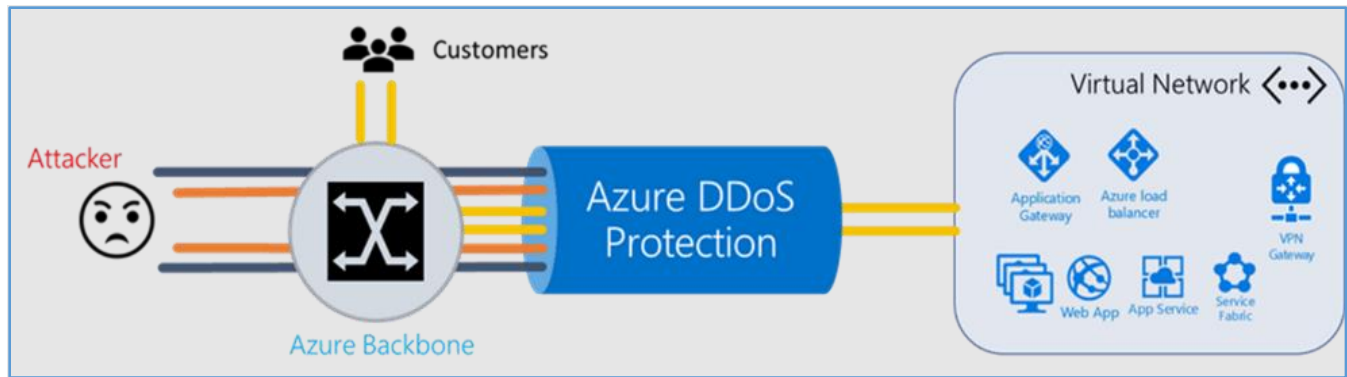 Customers
Attacker
Azure Backbone
Azure DDoS
Protection
Virtual Network
Application
Gateway
Azure load
balancer
VPN
Gateway
Web App
App Service
Service
Fabric